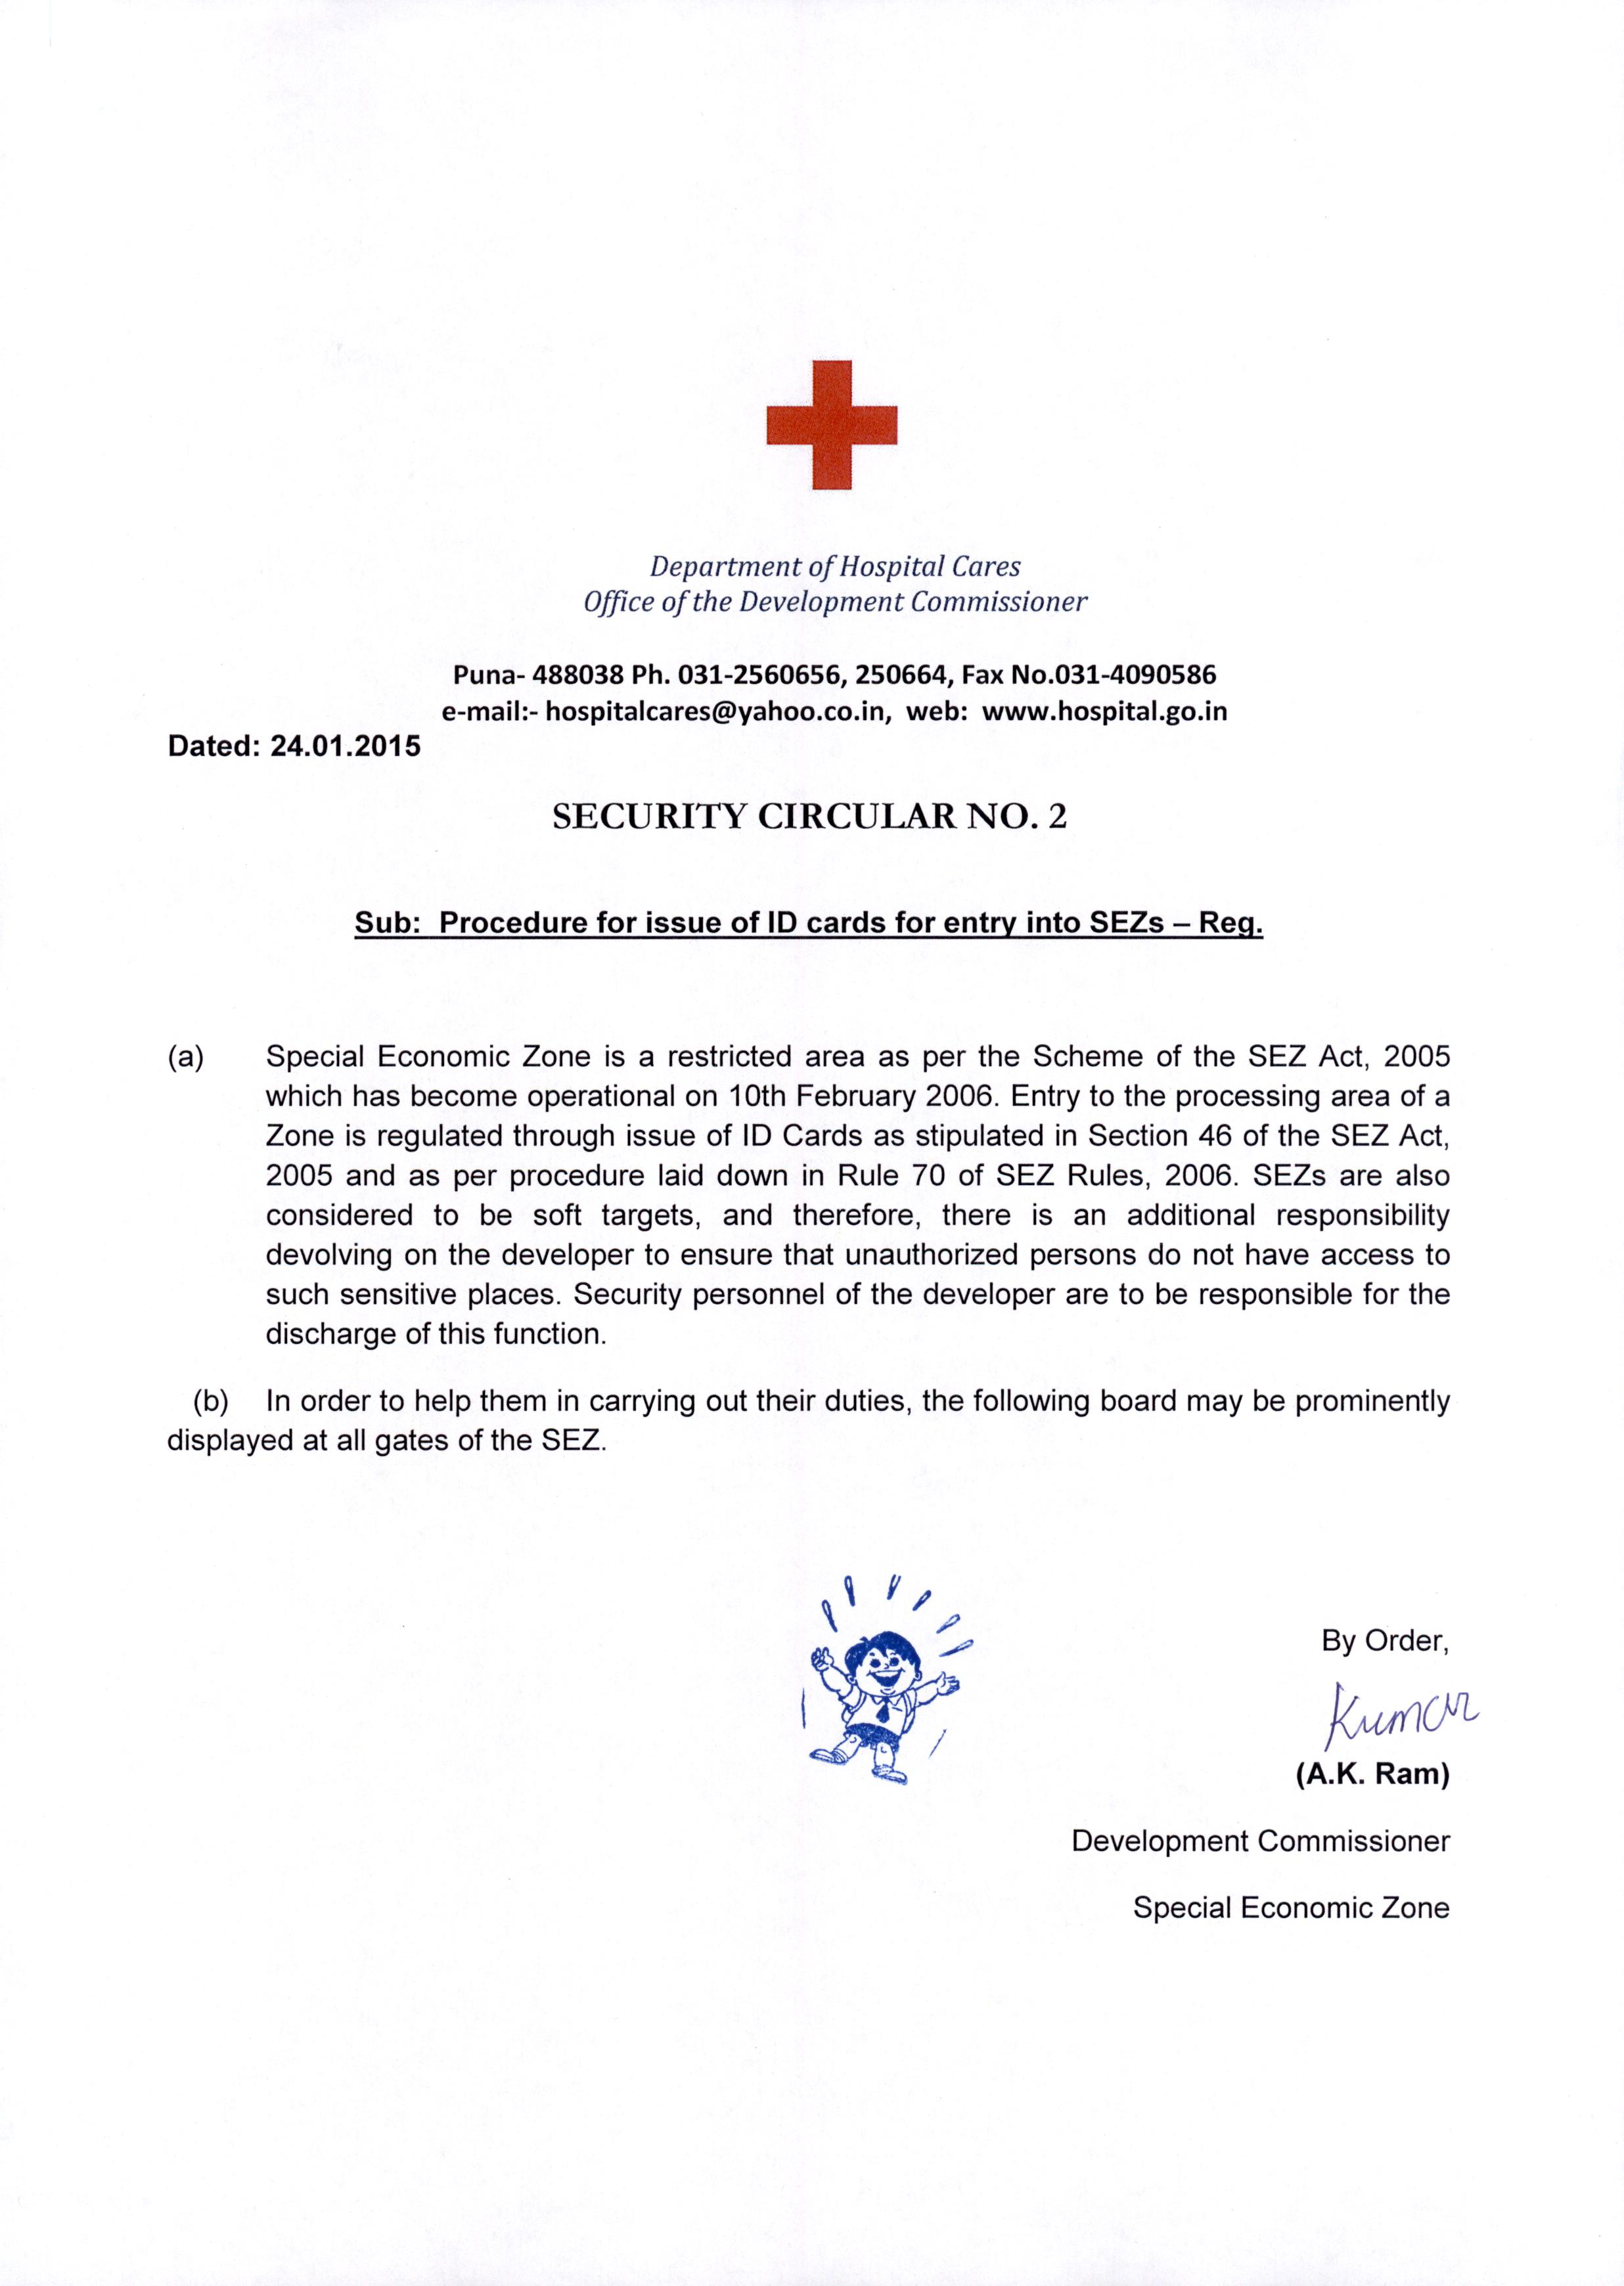 Department of Hospital Cares
Office of the Development Commissioner
Puna- 488038 Ph. 031-2560656, 250664, Fax No.031-4090586
e-mail:- hospitalcares@yahoo.co.in, web: www.hospital.go.in
Dated: 24.01.2015
SECURITY CIRCULAR NO. 2
Sub: Procedure for issue of ID cards for entry into SEZs – Reg.
(a) Special Economic Zone is a restricted area as per the Scheme of the SEZ Act, 2005
which has become operational on 10th February 2006. Entry to the processing area of a
Zone is regulated through issue of ID Cards as stipulated in Section 46 of the SEZ Act,
2005 and as per procedure laid down in Rule 70 of SEZ Rules, 2006. SEZs are also
considered to be soft targets, and therefore, there is an additional responsibility
devolving on the developer to ensure that unauthorized persons do not have access to
such sensitive places. Security personnel of the developer are to be responsible for the
discharge of this function.
(b) In order to help them in carrying out their duties, the following board may be prominently
displayed at all gates of the SEZ.
By Order,
Kumar
(A.K. Ram)
Development Commissioner
Special Economic Zone